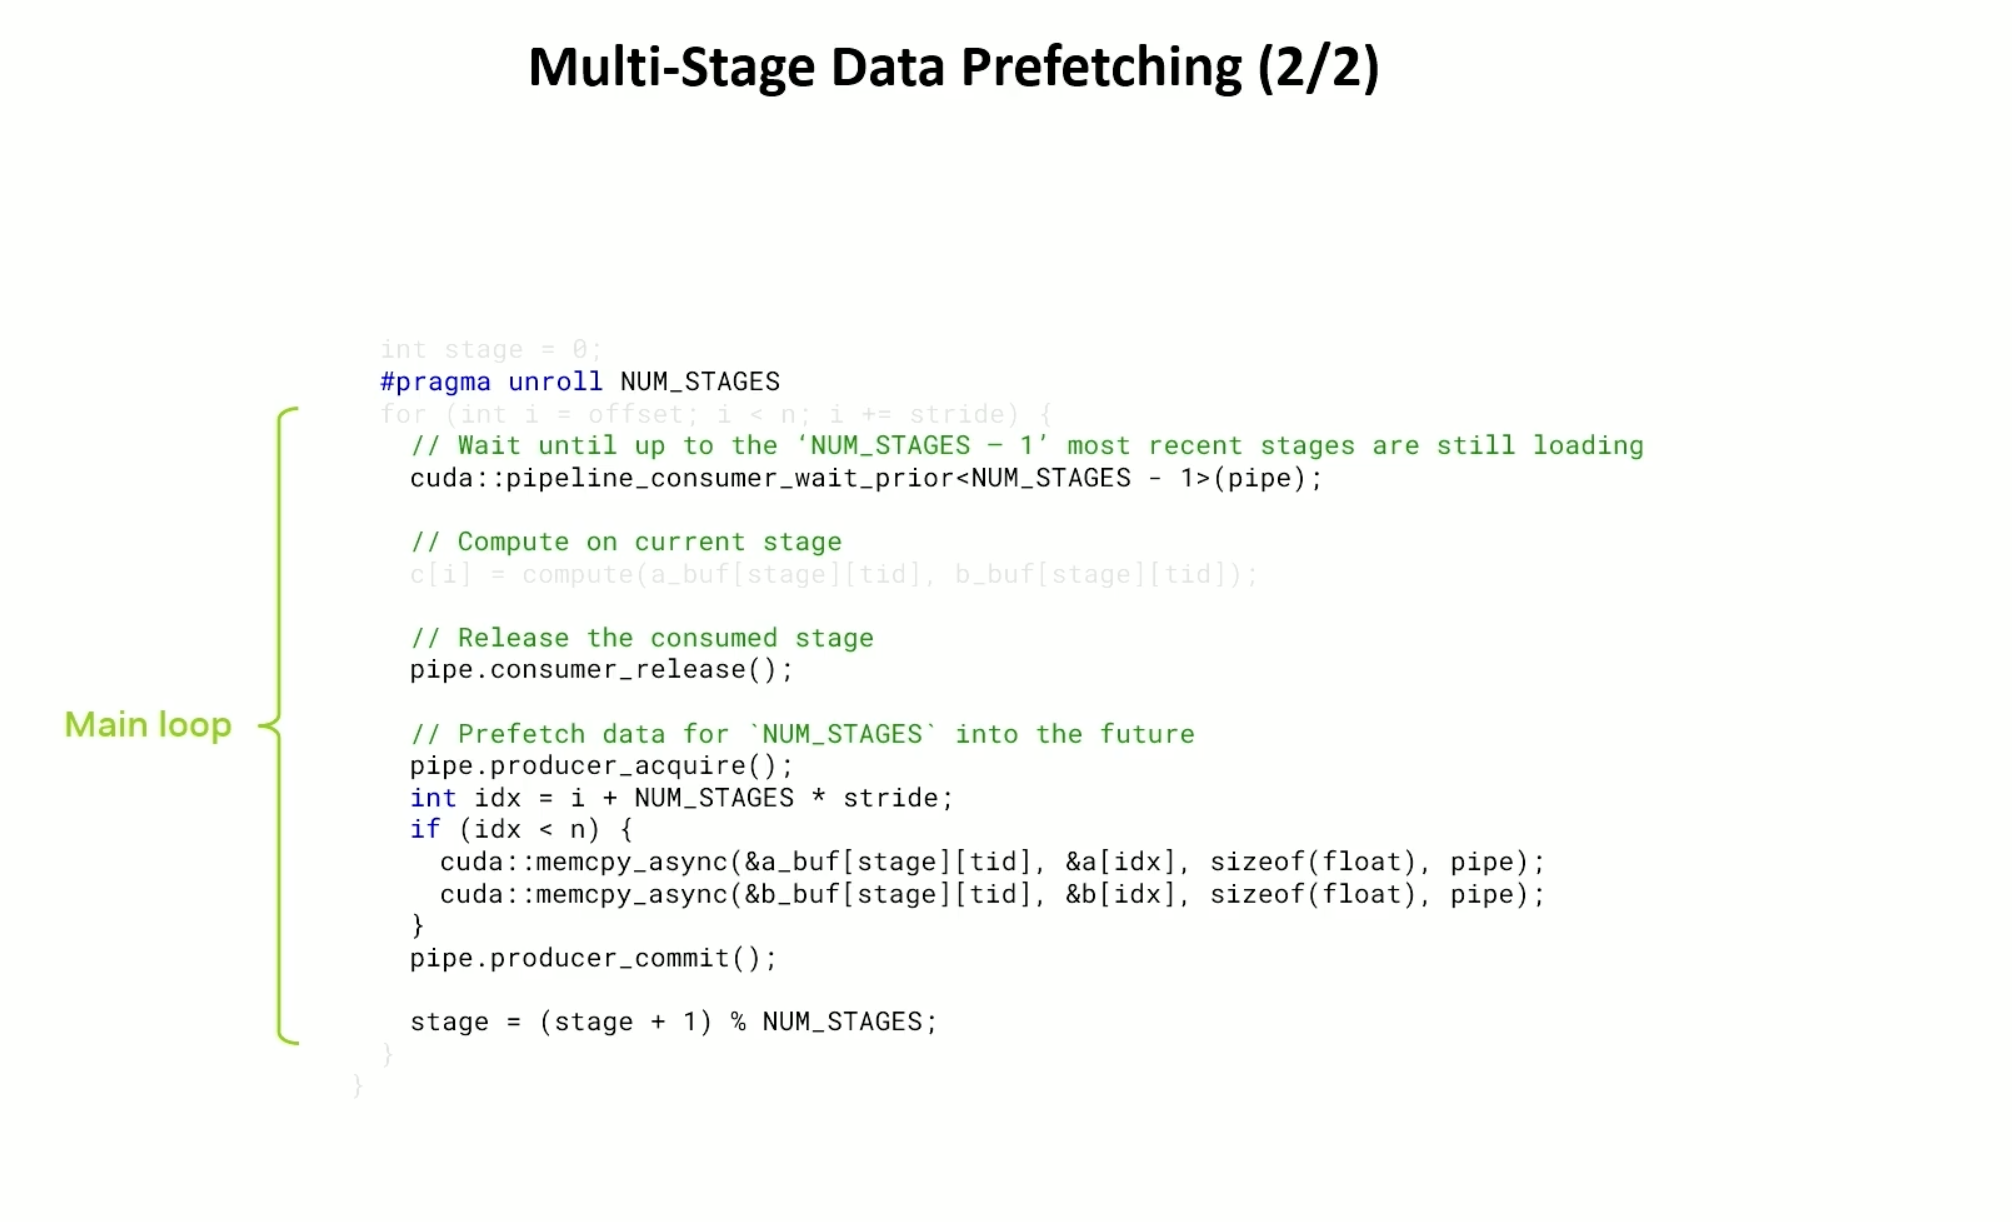 Multi-Stage Data Prefetching (2/2)
int stage = 0;
#pragma unroll NUM_STAGES
for (int i = offset; i < n; i += stride) {
// Wait until up to the ‘NUM_STAGES – 1’ most recent stages are still loading
cuda::pipeline_consumer_wait_prior<NUM_STAGES - 1>(pipe);
// Compute on current stage
c[i] = compute(a_buf[stage][tid], b_buf[stage][tid]);
// Release the consumed stage
pipe.consumer_release();
Main loop
// Prefetch data for `NUM_STAGES` into the future
pipe.producer_acquire();
int idx = i + NUM_STAGES * stride;
if (idx < n) {
cuda::memcpy_async(&a_buf[stage][tid], &a[idx], sizeof(float), pipe);
cuda::memcpy_async(&b_buf[stage][tid], &b[idx], sizeof(float), pipe);
}
pipe.producer_commit();
stage = (stage + 1) % NUM_STAGES;
}
}